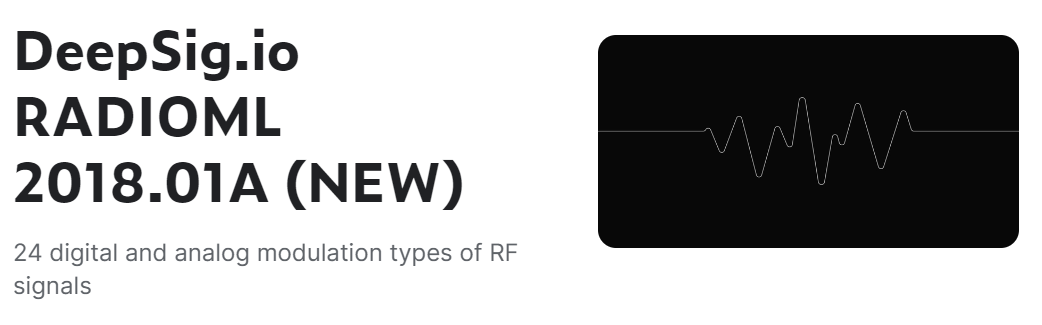 DeepSig.io
RADIOML
2018.01A (NEW)
24 digital and analog modulation types of RF
signals